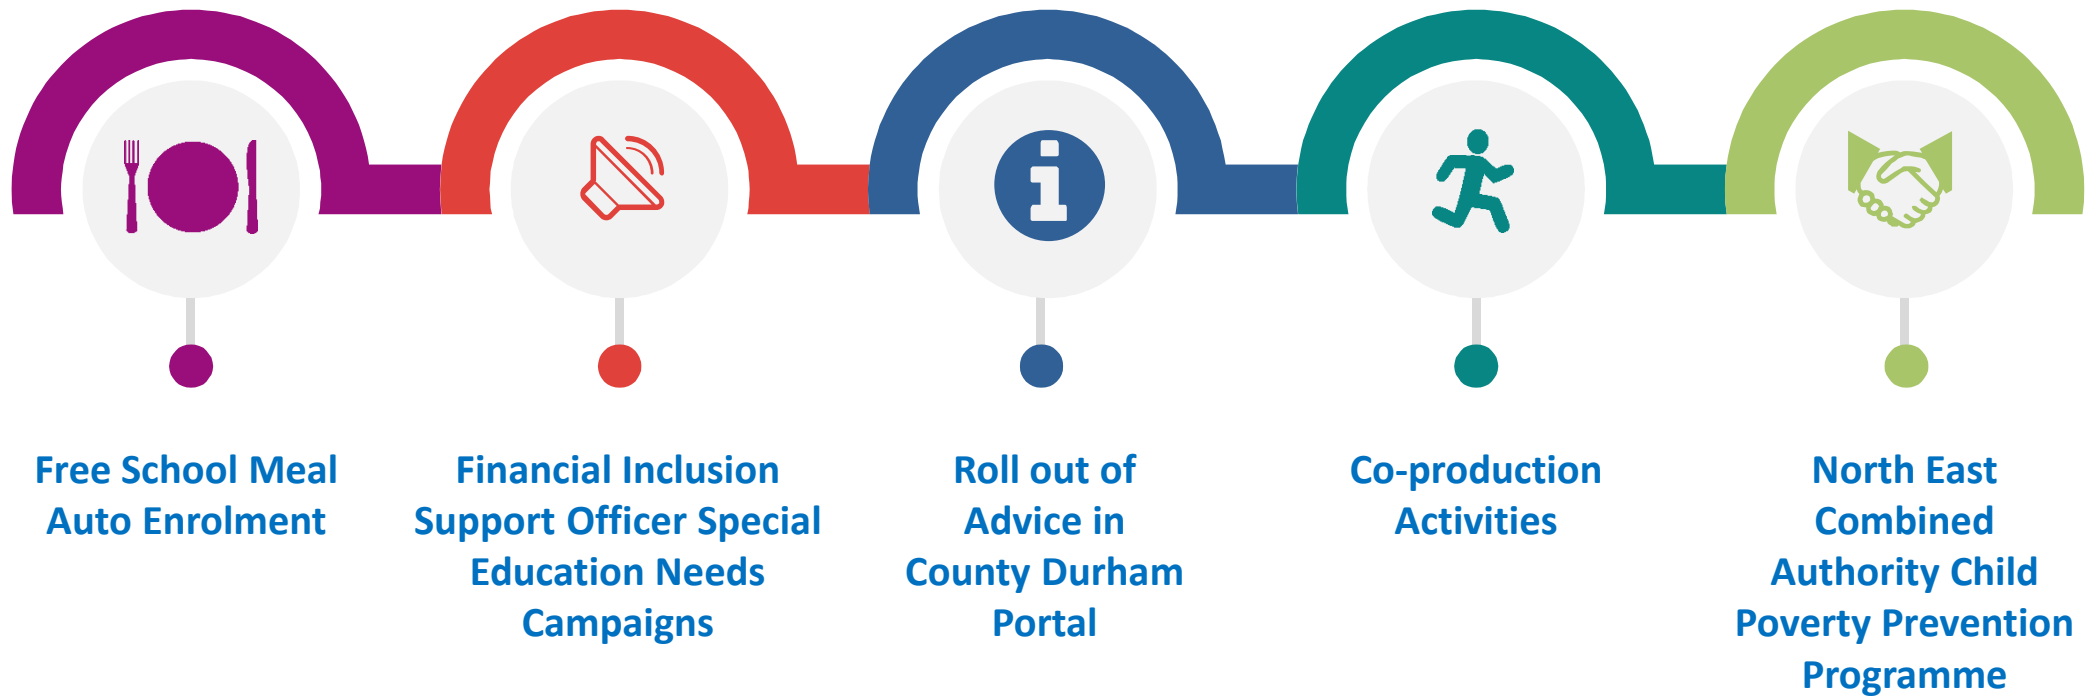 Free School Meal
Auto Enrolment
Financial Inclusion
Support Officer Special
Education Needs
Campaigns
Roll out of
Advice in
County Durham
Portal
Co-production
Activities
North East
Combined
Authority Child
Poverty Prevention
Programme